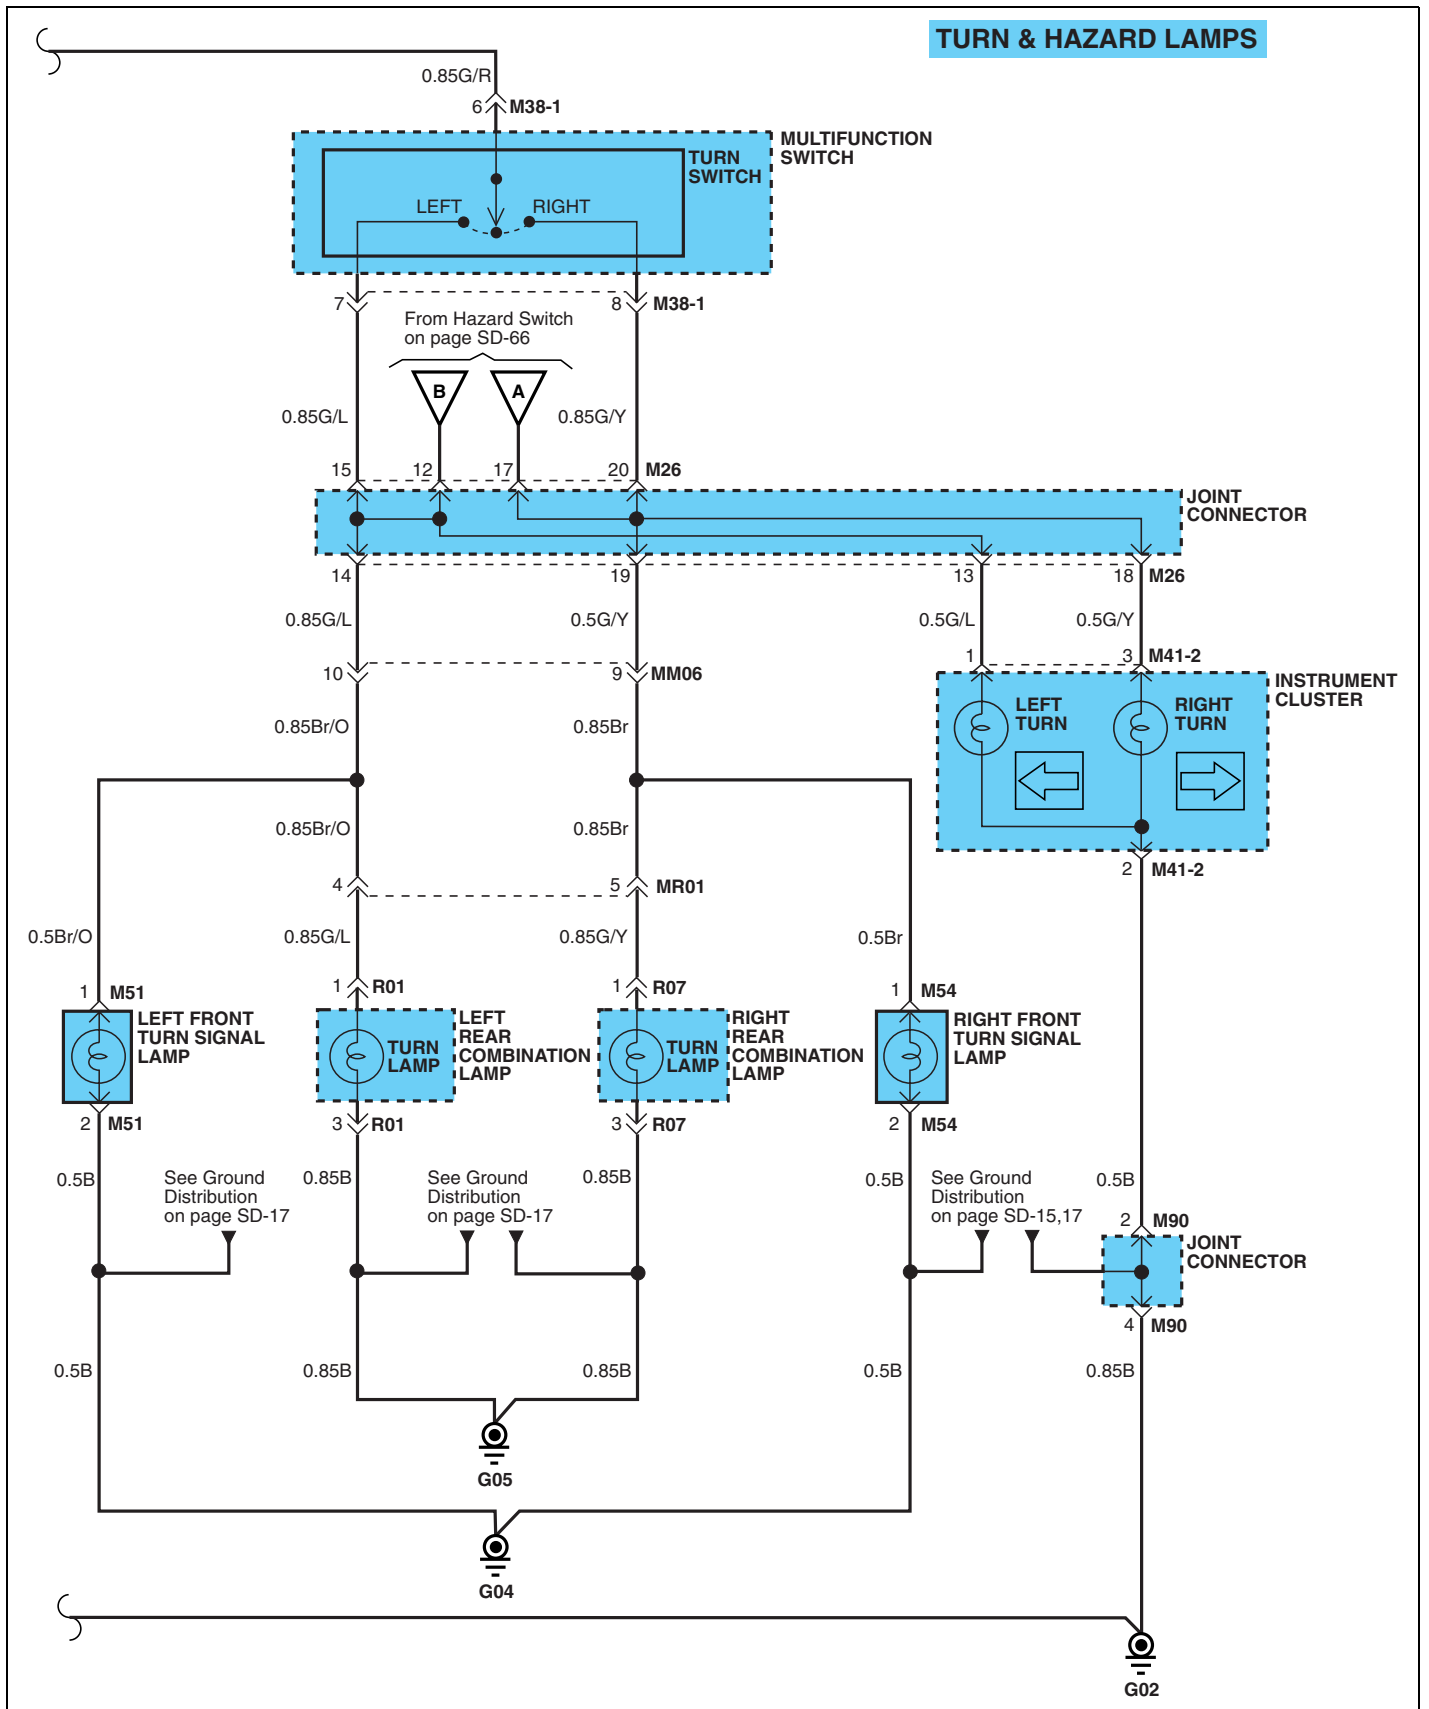 TURN & HAZARD LAMPS
0.85G/R
6 M38-1
MULTIFUNCTION
SWITCH
TURN
SWITCH
LEFT RIGHT
7 8 M38-1
From Hazard Switch
on page SD-66
B A
0.85G/L 0.85G/Y
15 12 17 20 M26
JOINT
CONNECTOR
14 19 13 18 M26
0.85G/L 0.5G/Y 0.5G/L 0.5G/Y
1 3 M41-2
10 9 MM06
INSTRUMENT
CLUSTER
LEFT
TURN
RIGHT
TURN
0.85Br/O 0.85Br
0.85Br/O 0.85Br
2 M41-2
4 5 MR01
0.5Br/O 0.85G/L 0.85G/Y 0.5Br
1 M51
1 R01
1 R07
1 M54
LEFT FRONT
TURN SIGNAL
LAMP
TURN
LAMP
LEFT
REAR
COMBINATION
LAMP
TURN
LAMP
RIGHT
REAR
COMBINATION
LAMP
RIGHT FRONT
TURN SIGNAL
LAMP
2 M51
3 R01
3 R07
2 M54
0.5B
See Ground
Distribution
on page SD-17
0.85B
See Ground
Distribution
on page SD-17
0.85B
0.5B
See Ground
Distribution
on page SD-15,17
0.5B
2 M90
JOINT
CONNECTOR
4 M90
0.5B 0.85B 0.85B 0.5B 0.85B
G05
G04
G02